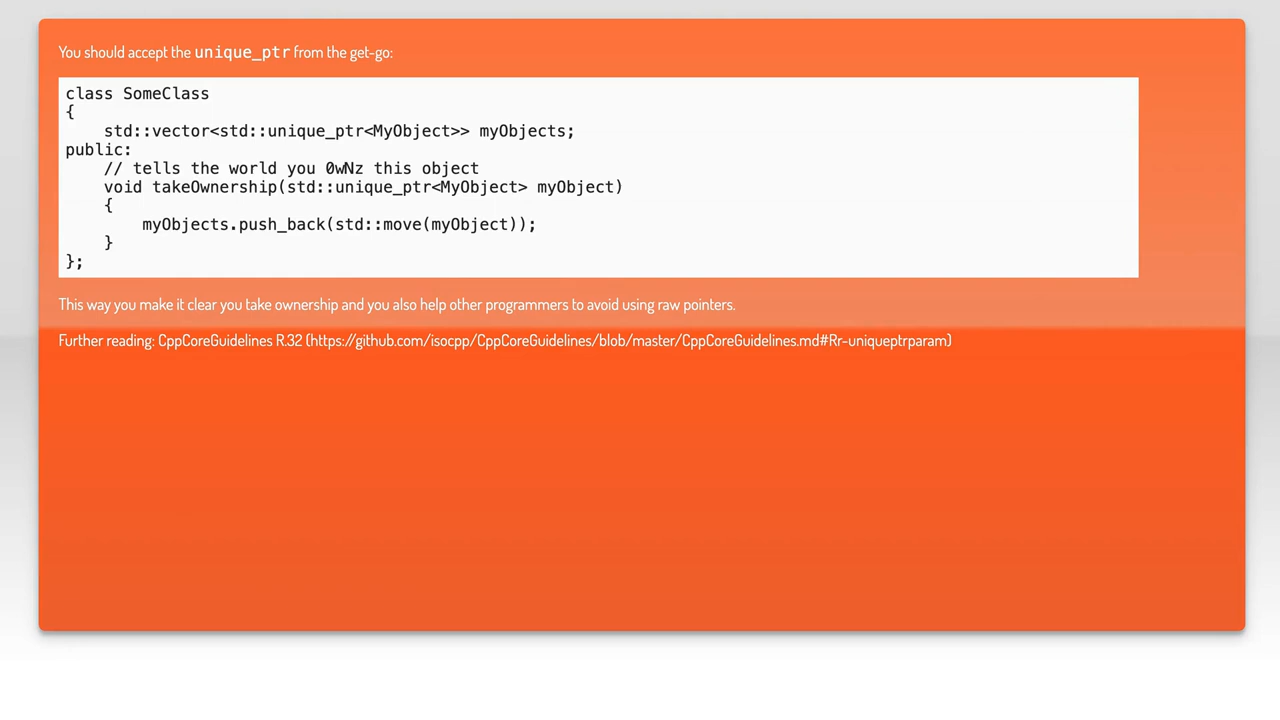 You should accept the unique_ptr from the get-go:
class SomeClass
{
    std::vector<std::unique_ptr<MyObject>> myObjects;
public:
    // tells the world you 0wNz this object
    void takeOwnership(std::unique_ptr<MyObject> myObject)
    {
        myObjects.push_back(std::move(myObject));
    }
};
This way you make it clear you take ownership and you also help other programmers to avoid using raw pointers.
Further reading: CppCoreGuidelines R.32 (https://github.com/isocpp/CppCoreGuidelines/blob/master/CppCoreGuidelines.md#Rr-uniqueptrparam)